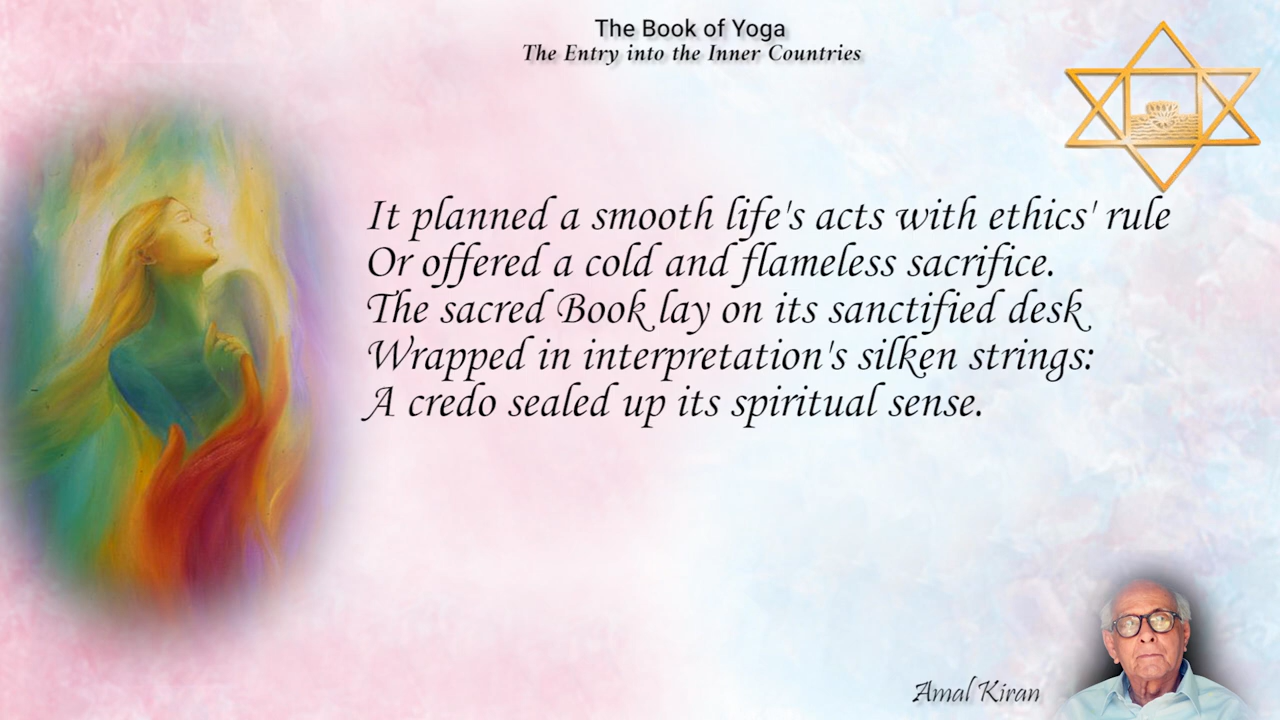 The Book of Yoga
The Entry into the Inner Countries
It planned a smooth life's acts with ethics' rule
Or offered a cold and flameless sacrifice.
The sacred Book lay on its sanctified desk
Wrapped in interpretation's silken strings:
A credo sealed up its spiritual sense.
Amal Kiran